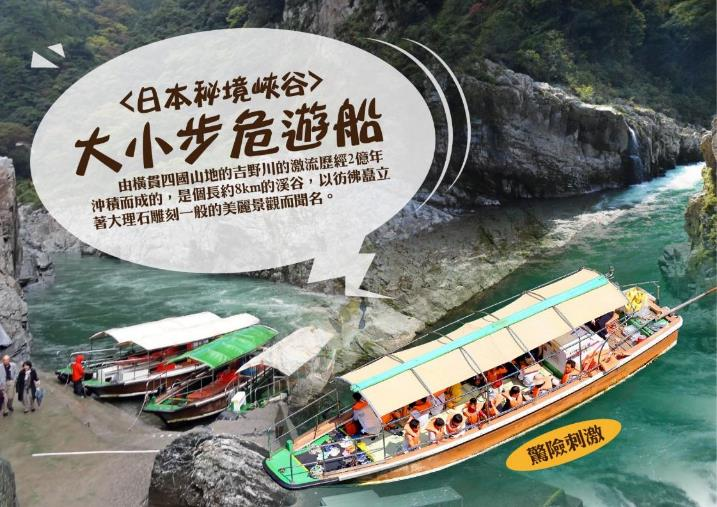 <日本秘境峽谷>
大小步危遊船
由橫貫四國山地的吉野川的激流歷經2億年
沖積而成的，是個長約8km的溪谷，以彷彿矗立
著大理石雕刻一般的美麗景觀而聞名。
驚險刺激